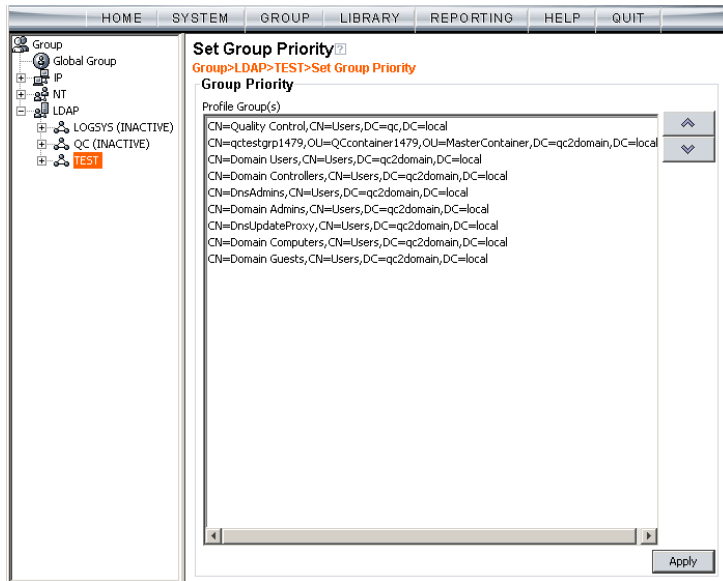 HOME SYSTEM GROUP LIBRARY REPORTING HELP QUIT
Group
Global Group
IP
NT
LDAP
LOGSYS (INACTIVE)
QC (INACTIVE)
TEST
Set Group Priority ?
Group>LDAP>TEST>Set Group Priority
Group Priority
Profile Group(s)
CN=Quality Control,CN=Users,DC=qc,DC=local
CN=qctestgrp1479,OU=QCcontainer1479,OU=MasterContainer,DC=qc2domain,DC=local
CN=Domain Users,CN=Users,DC=qc2domain,DC=local
CN=Domain Controllers,CN=Users,DC=qc2domain,DC=local
CN=DnsAdmins,CN=Users,DC=qc2domain,DC=local
CN=Domain Admins,CN=Users,DC=qc2domain,DC=local
CN=DnsUpdateProxy,CN=Users,DC=qc2domain,DC=local
CN=Domain Computers,CN=Users,DC=qc2domain,DC=local
CN=Domain Guests,CN=Users,DC=qc2domain,DC=local
Apply